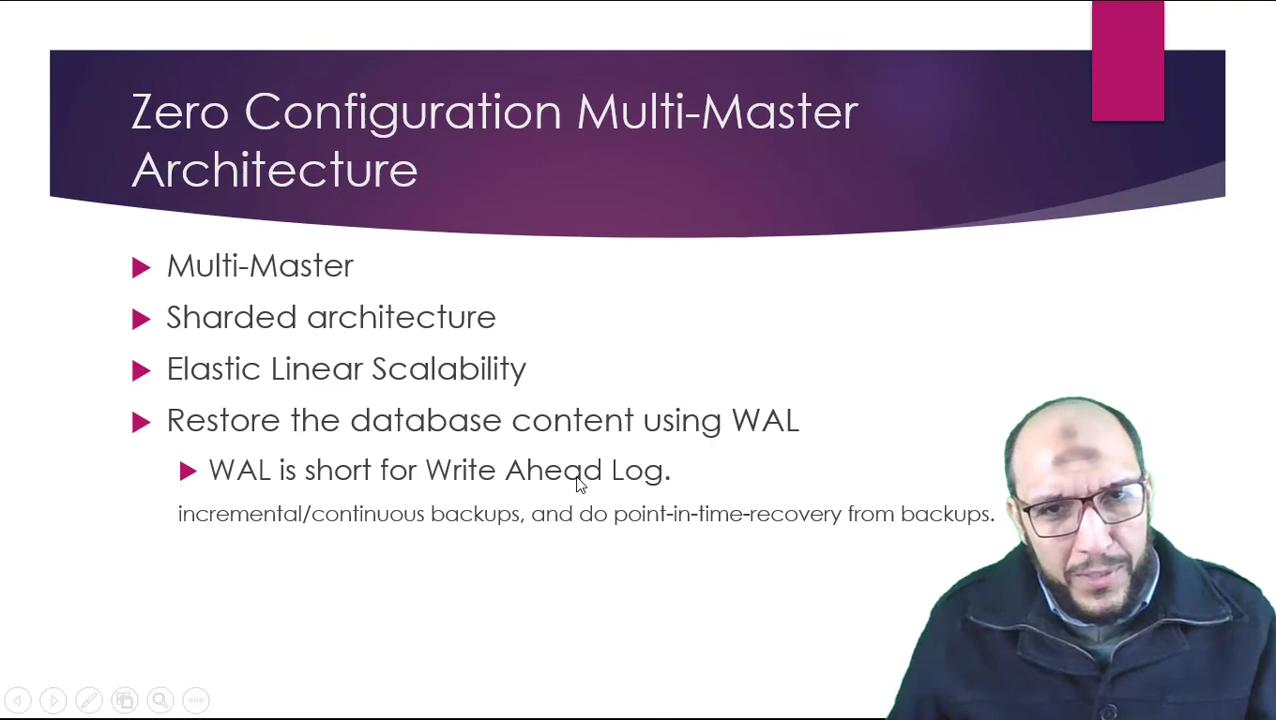 Zero Configuration Multi-Master
Architecture
Multi-Master
Sharded architecture
Elastic Linear Scalability
Restore the database content using WAL
WAL is short for Write Ahead Log.
incremental/continuous backups, and do point-in-time-recovery from backups.